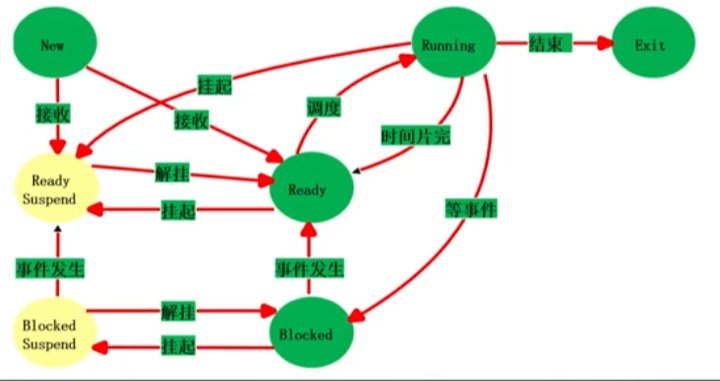 New
Running
结束
Exit
挂起
接收
接收
调度
时间片完
Ready
Suspend
解挂
Ready
挂起
等事件
事件发生
事件发生
Blocked
Suspend
解挂
Blocked
挂起